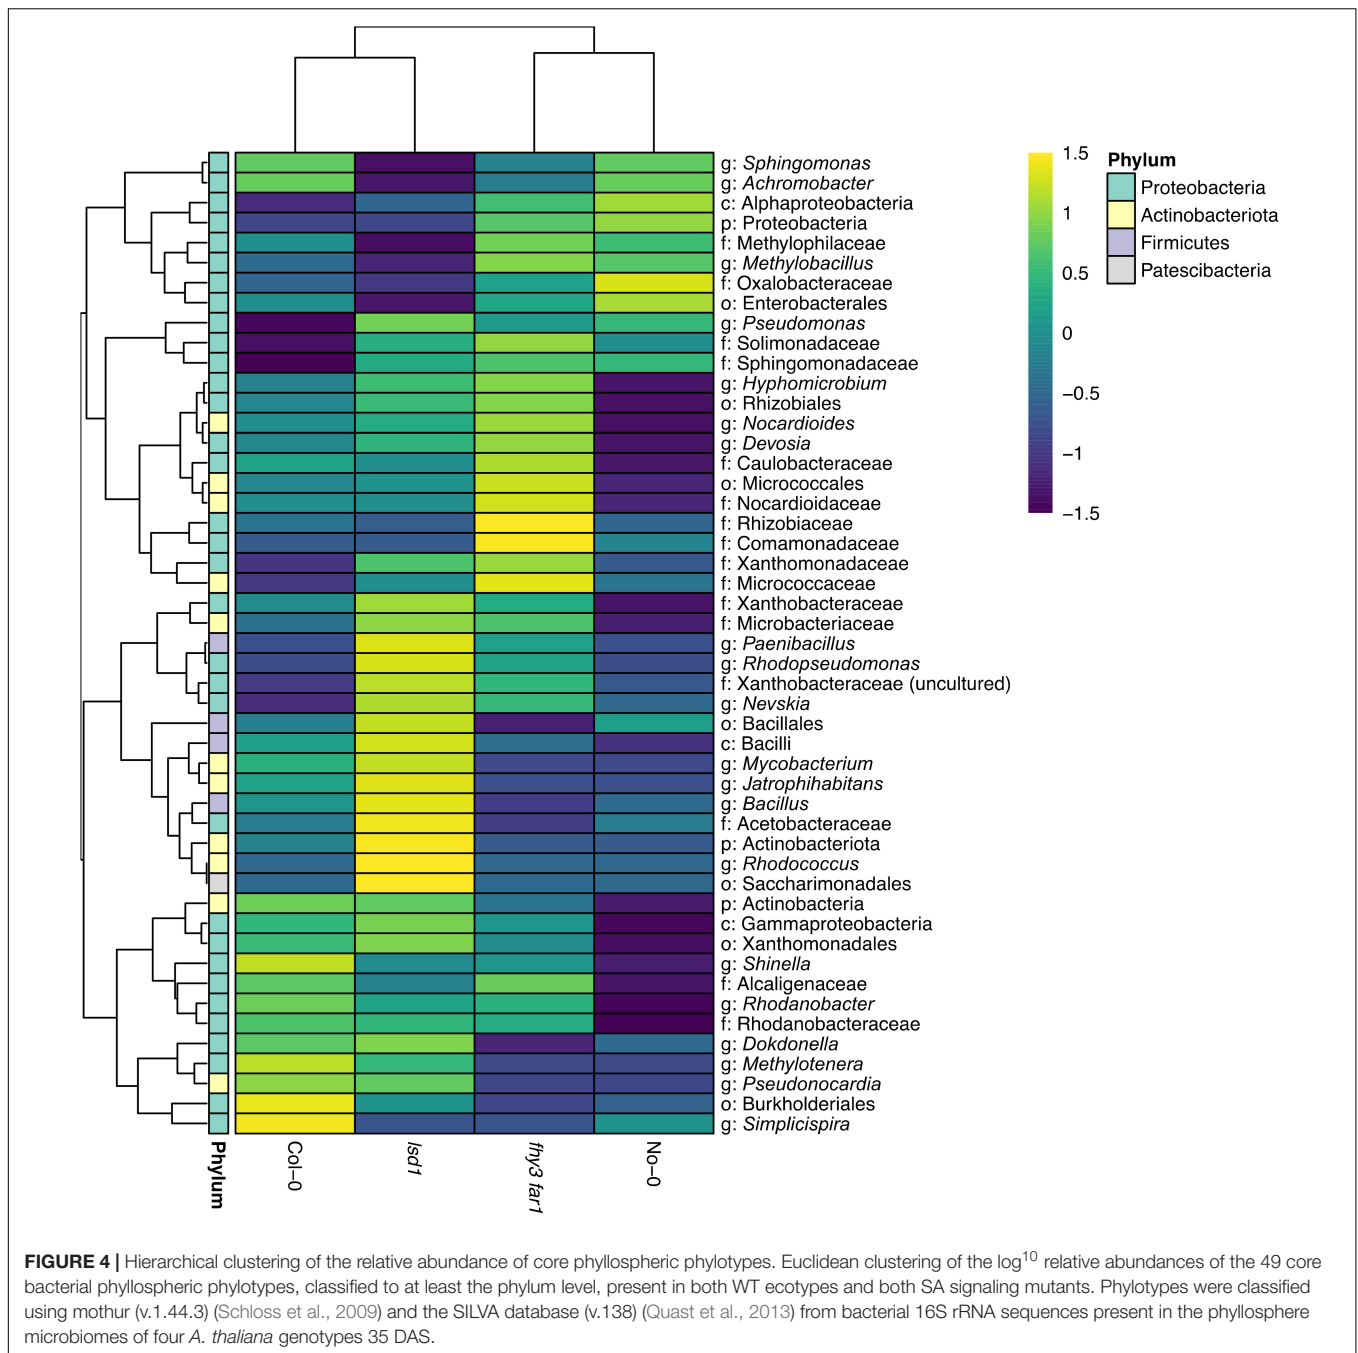 g: Sphingomonas
g: Achromobacter
c: Alphaproteobacteria
p: Proteobacteria
f: Methylophilaceae
g: Methylobacillus
f: Oxalobacteraceae
o: Enterobacterales
g: Pseudomonas
f: Solimonadaceae
f: Sphingomonadaceae
g: Hyphomicrobium
o: Rhizobiales
g: Nocardioides
g: Devosia
f: Caulobacteraceae
o: Micrococcales
f: Nocardioidaceae
f: Rhizobiaceae
f: Comamonadaceae
f: Xanthomonadaceae
f: Micrococcaceae
f: Xanthobacteraceae
f: Microbacteriaceae
g: Paenibacillus
g: Rhodopseudomonas
f: Xanthobacteraceae (uncultured)
g: Nevskia
o: Bacillales
c: Bacilli
g: Mycobacterium
g: Jatrophihabitans
g: Bacillus
f: Acetobacteraceae
p: Actinobacteriota
g: Rhodococcus
o: Saccharimonadales
p: Actinobacteria
c: Gammaproteobacteria
o: Xanthomonadales
g: Shinella
f: Alcaligenaceae
g: Rhodanobacter
f: Rhodanobacteraceae
g: Dokdonella
g: Methylotenera
g: Pseudonocardia
o: Burkholderiales
g: Simplicispira
1.5
1
0.5
0
−0.5
−1
−1.5
Phylum
Proteobacteria
Actinobacteriota
Firmicutes
Patescibacteria
Phylum
Col−0
lsd1
fhy3 far1
No−0
FIGURE 4 | Hierarchical clustering of the relative abundance of core phyllospheric phylotypes. Euclidean clustering of the log10 relative abundances of the 49 core
bacterial phyllospheric phylotypes, classified to at least the phylum level, present in both WT ecotypes and both SA signaling mutants. Phylotypes were classified
using mothur (v.1.44.3) (Schloss et al., 2009) and the SILVA database (v.138) (Quast et al., 2013) from bacterial 16S rRNA sequences present in the phyllosphere
microbiomes of four A. thaliana genotypes 35 DAS.